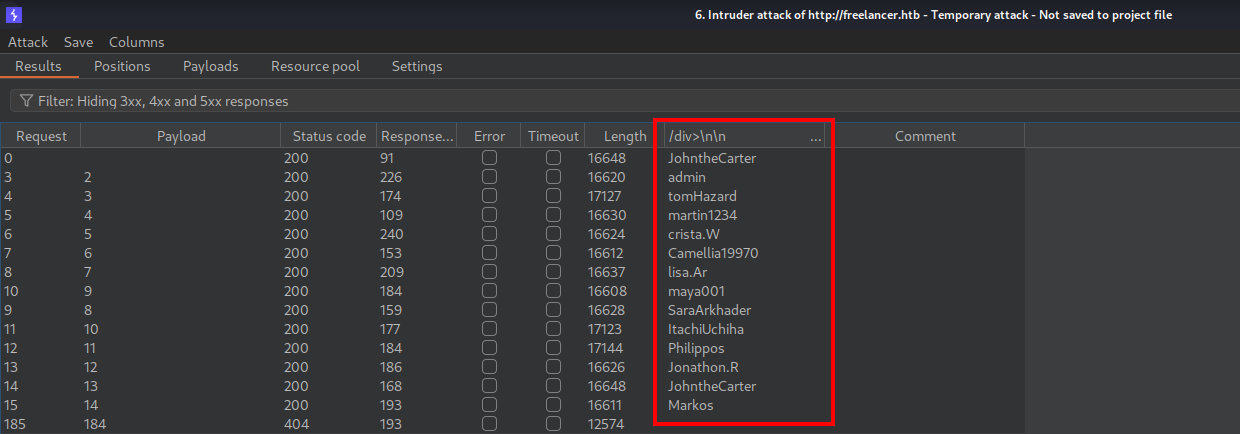 6. Intruder attack of http://freelancer.htb - Temporary attack - Not saved to project file
Attack Save Columns
Results Positions Payloads Resource pool Settings
Filter: Hiding 3xx, 4xx and 5xx responses
Request Payload Status code Response... Error Timeout Length /div>\n\n ... Comment
0 200 91 16648 JohntheCarter
3 2 200 226 16620 admin
4 3 200 174 17127 tomHazard
5 4 200 109 16630 martin1234
6 5 200 240 16624 crista.W
7 6 200 153 16612 Camellia19970
8 7 200 209 16637 lisa.Ar
10 9 200 184 16608 maya001
9 8 200 159 16628 SaraArkhader
11 10 200 177 17123 ItachiUchiha
12 11 200 184 17144 Philippos
13 12 200 186 16626 Jonathon.R
14 13 200 168 16648 JohntheCarter
15 14 200 193 16611 Markos
185 184 404 193 12574